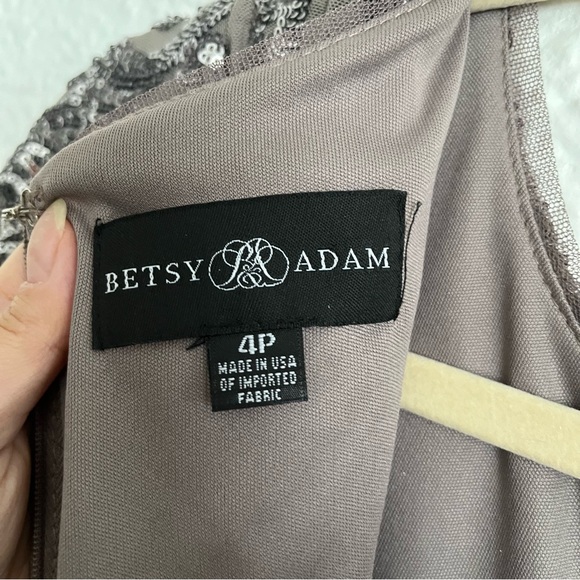 BETSY B&A ADAM
4P
MADE IN USA
OF IMPORTED
FABRIC